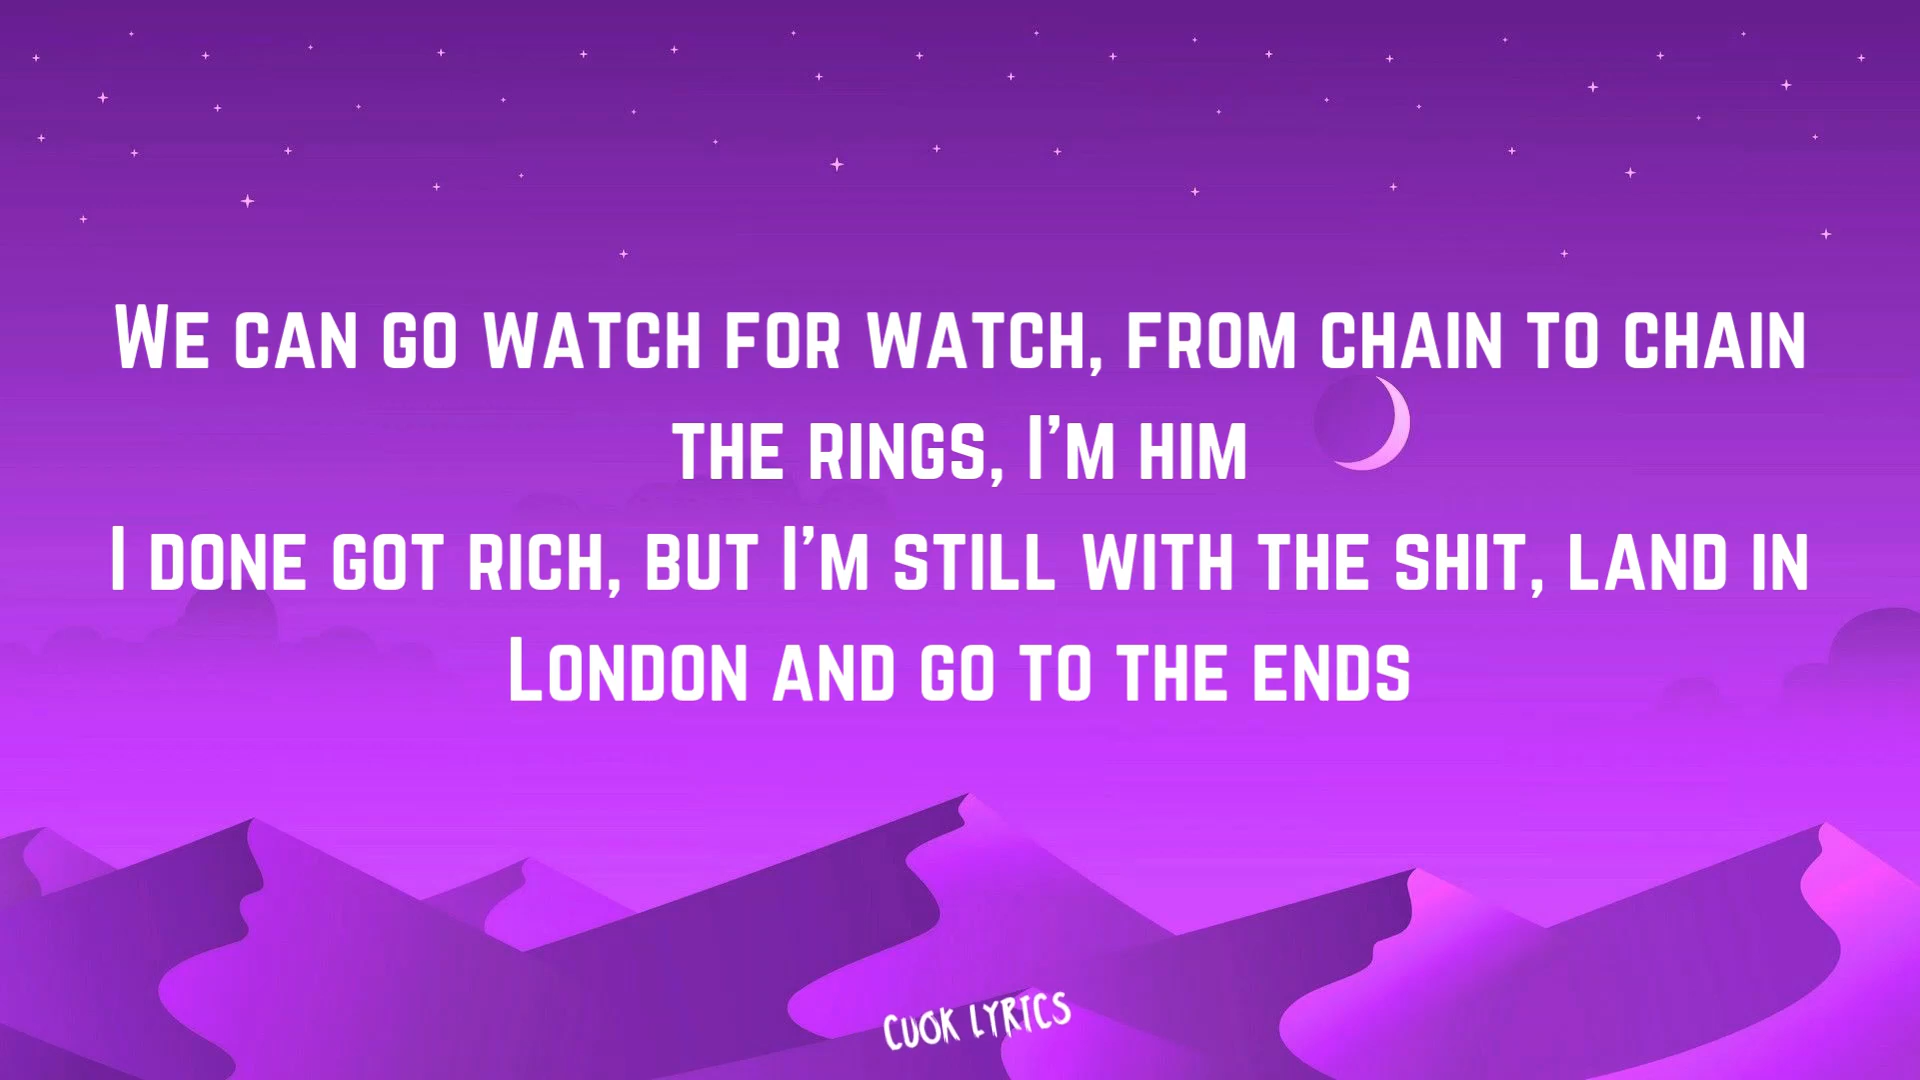 We can go watch for watch, from chain to chain
the rings, I'm him
I done got rich, but I'm still with the shit, land in
London and go to the ends
CUOK LYRICS